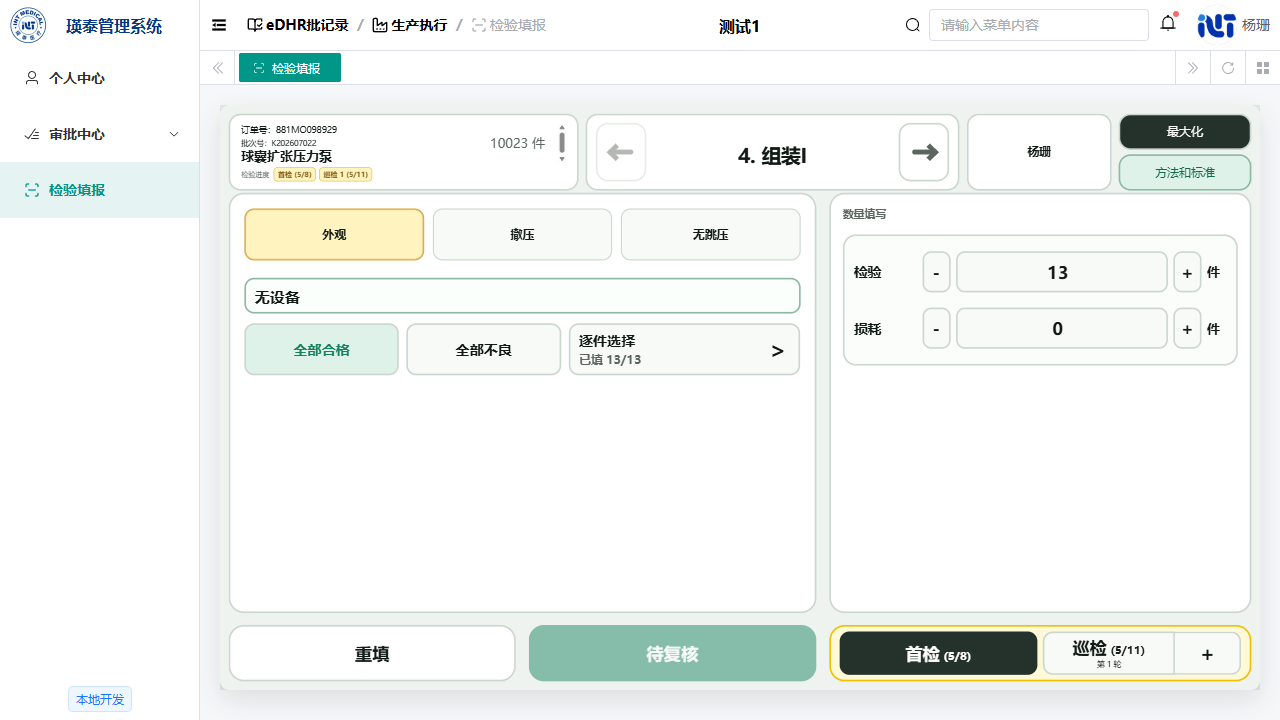 瑛泰管理系统
eDHR批记录 / 生产执行 / 检验填报
测试1
请输入菜单内容
杨珊
个人中心
审批中心
检验填报
检验填报
订单号：881MO098929
批次号：K202607022
球囊扩张压力泵
检验进度 首检 (5/8) 巡检 1 (5/11)
10023 件
4. 组装Ⅰ
杨珊
最大化
方法和标准
外观
撤压
无跳压
无设备
全部合格
全部不良
逐件选择
已填 13/13
>
数量填写
检验 - 13 + 件
损耗 - 0 + 件
重填
待复核
首检 (5/8)
巡检 (5/11)
第 1 轮
+
本地开发